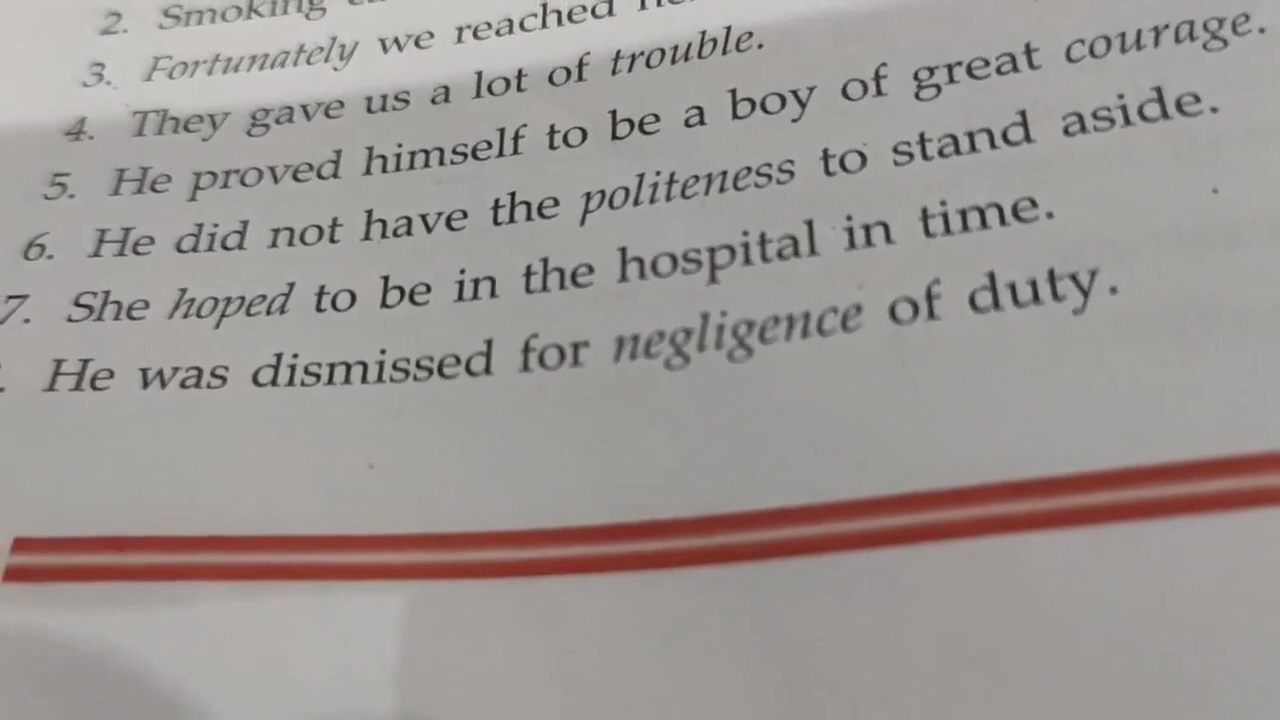 2. Smoking
3. Fortunately we reached
4. They gave us a lot of trouble.
5. He proved himself to be a boy of great courage.
6. He did not have the politeness to stand aside.
7. She hoped to be in the hospital in time.
. He was dismissed for negligence of duty.